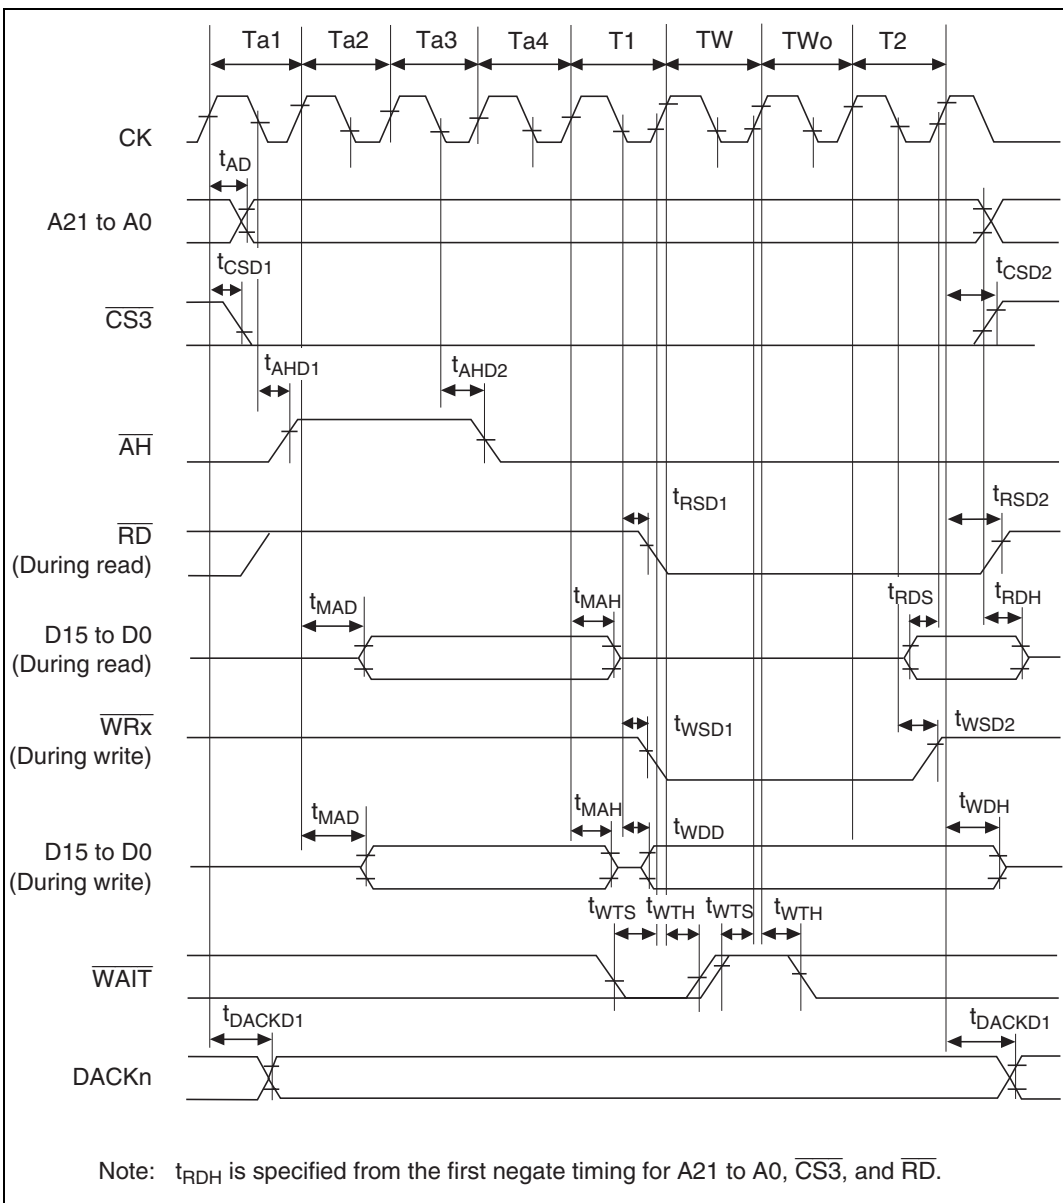 Ta1 Ta2 Ta3 Ta4 T1 TW TWo T2
CK
tAD
A21 to A0
tCSD1 tCSD2
CS3
tAHD1 tAHD2
AH
tRSD1 tRSD2
RD
(During read)
tMAD tMAH tRDS tRDH
D15 to D0
(During read)
WRx
(During write)
tWSD1 tWSD2
tMAD tMAH tWDD tWDH
D15 to D0
(During write)
tWTS tWTH tWTS tWTH
WAIT
tDACKD1 tDACKD1
DACKn
Note: tRDH is specified from the first negate timing for A21 to A0, CS3, and RD.